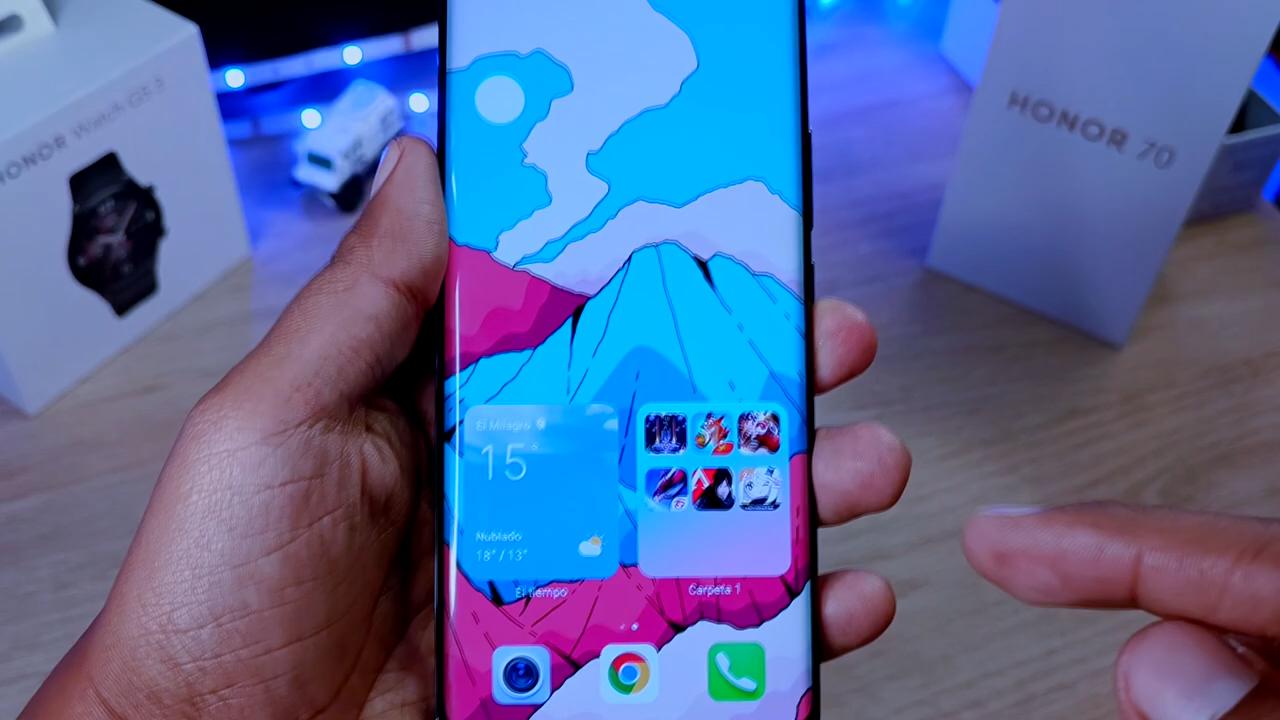 HONOR Watch GS 3
HONOR 70
El Milagro
15°
Nublado
18° / 13°
El tiempo
Carpeta 1